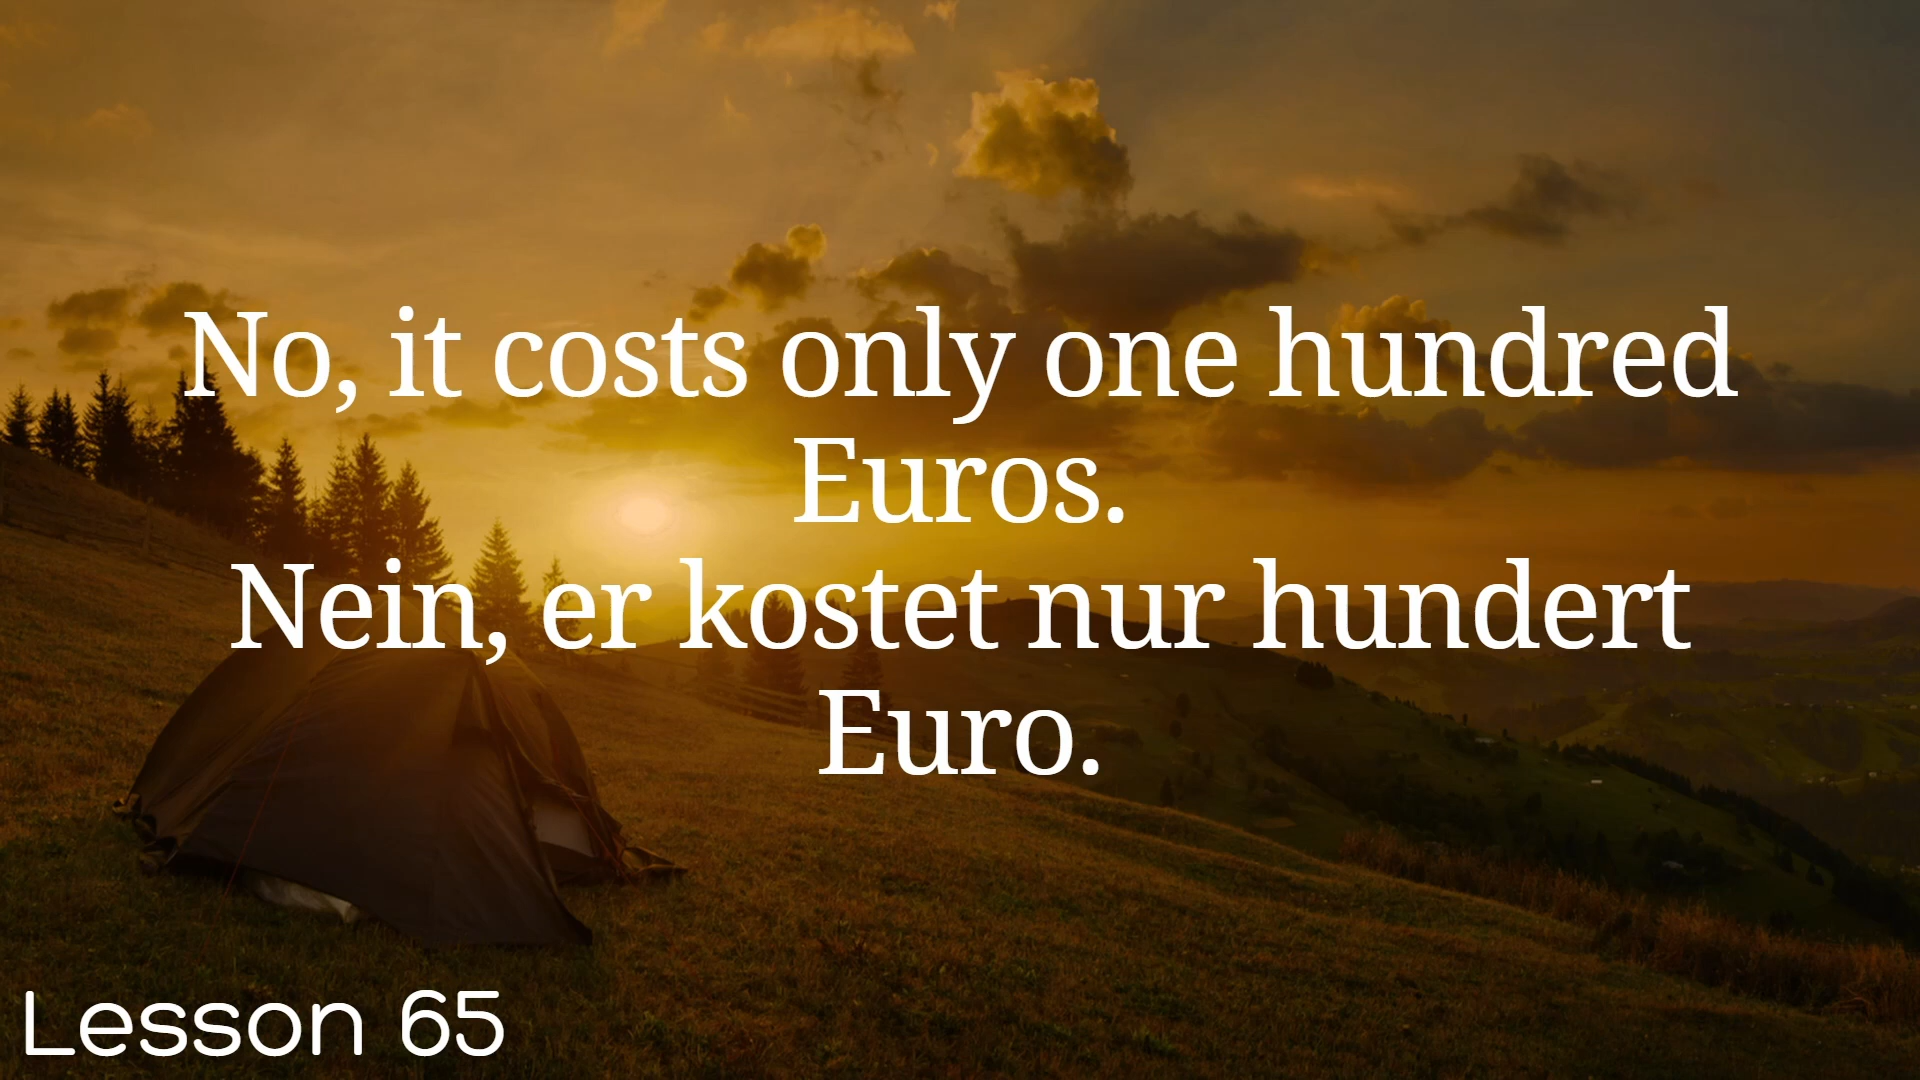 No, it costs only one hundred
Euros.
Nein, er kostet nur hundert
Euro.
Lesson 65